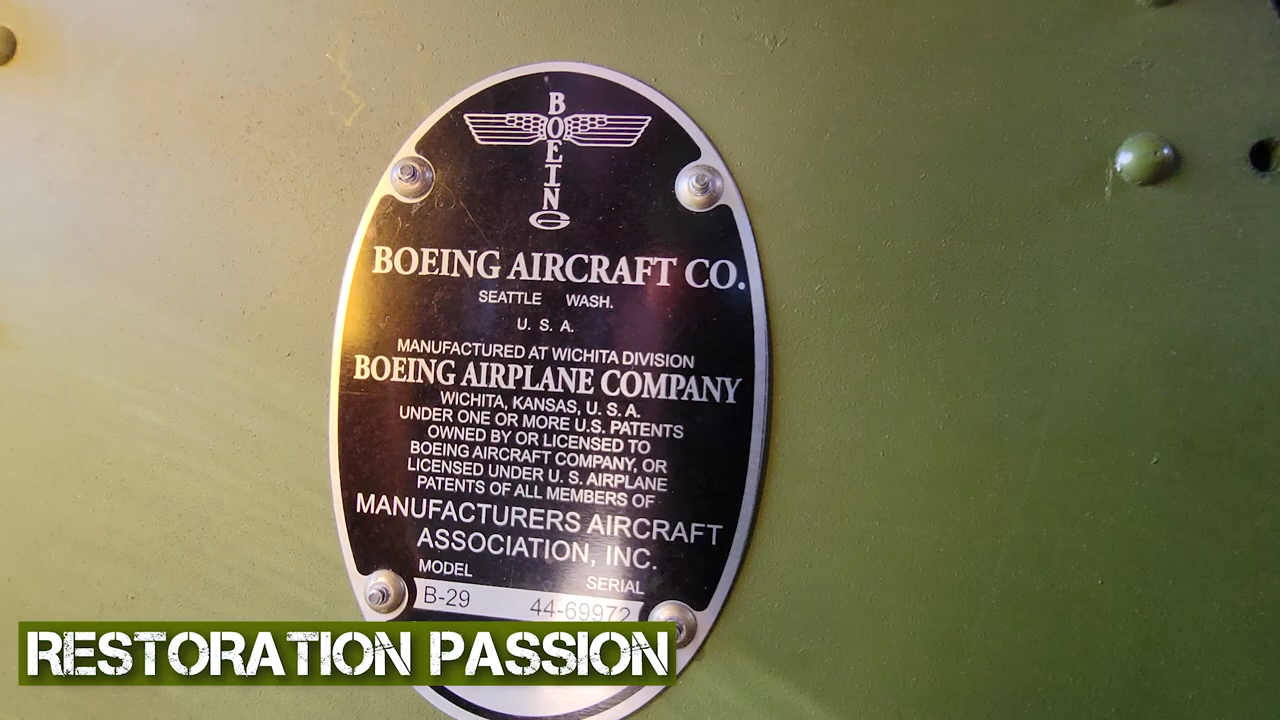 BOEING
BOEING AIRCRAFT CO.
SEATTLE WASH.
U. S. A.
MANUFACTURED AT WICHITA DIVISION
BOEING AIRPLANE COMPANY
WICHITA, KANSAS, U. S. A.
UNDER ONE OR MORE U.S. PATENTS
OWNED BY OR LICENSED TO
BOEING AIRCRAFT COMPANY, OR
LICENSED UNDER U. S. AIRPLANE
PATENTS OF ALL MEMBERS OF
MANUFACTURERS AIRCRAFT
ASSOCIATION, INC.
MODEL SERIAL
B-29 44-69972
RESTORATION PASSION